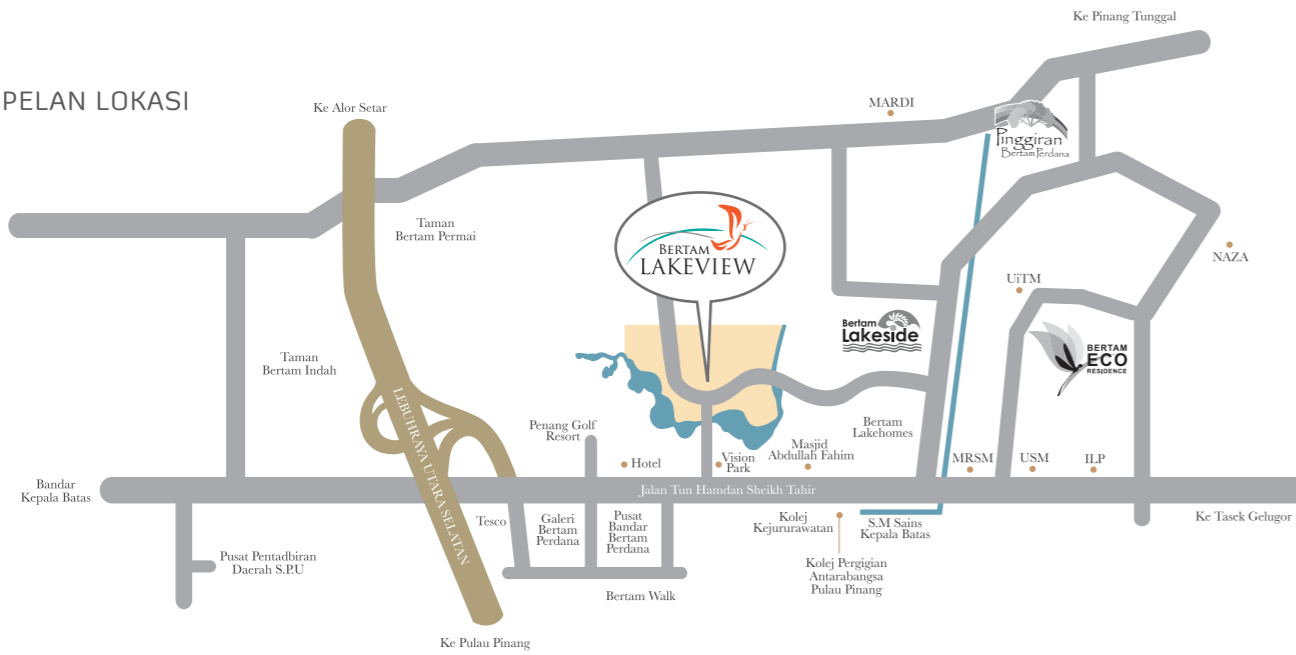 Ke Pinang Tunggal
PELAN LOKASI
Ke Alor Setar
MARDI
Pinggiran
Bertam Perdana
Taman
Bertam Permai
BERTAM
LAKEVIEW
NAZA
UiTM
Bertam
Lakeside
BERTAM
ECO
RESIDENCE
Taman
Bertam Indah
LEBUHRAYA UTARA SELATAN
Penang Golf
Resort
Bertam
Lakehomes
Hotel
Vision
Park
Masjid
Abdullah Fahim
MRSM
USM
ILP
Bandar
Kepala Batas
Jalan Tun Hamdan Sheikh Tahir
Tesco
Galeri
Bertam
Perdana
Pusat
Bandar
Bertam
Perdana
Kolej
Kejururawatan
S.M Sains
Kepala Batas
Ke Tasek Gelugor
Pusat Pentadbiran
Daerah S.P.U
Kolej Pergigian
Antarabangsa
Pulau Pinang
Bertam Walk
Ke Pulau Pinang